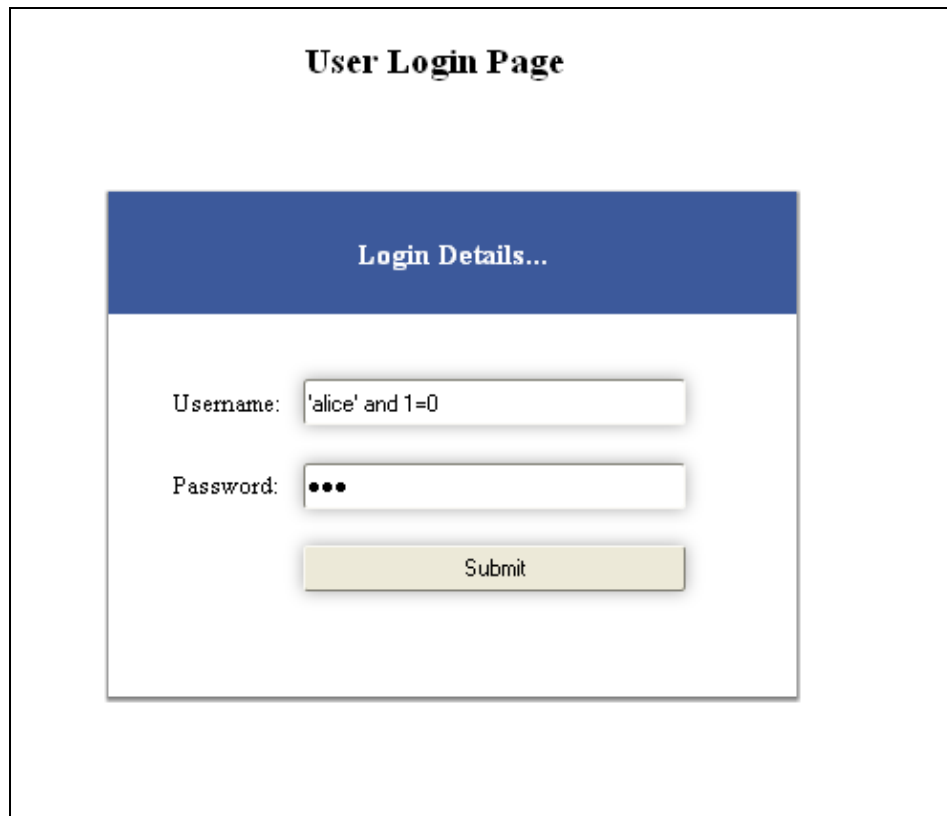 User Login Page
Login Details...
Username: 'alice' and 1=0
Password: •••
Submit